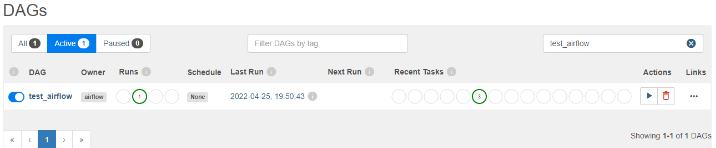 DAGs
All 1 Active 1 Paused 0 Filter DAGs by tag test_airflow
DAG Owner Runs Schedule Last Run Next Run Recent Tasks Actions Links
test_airflow airflow 1 None 2022-04-25, 19:50:43 3
« ‹ 1 › » Showing 1-1 of 1 DAGs